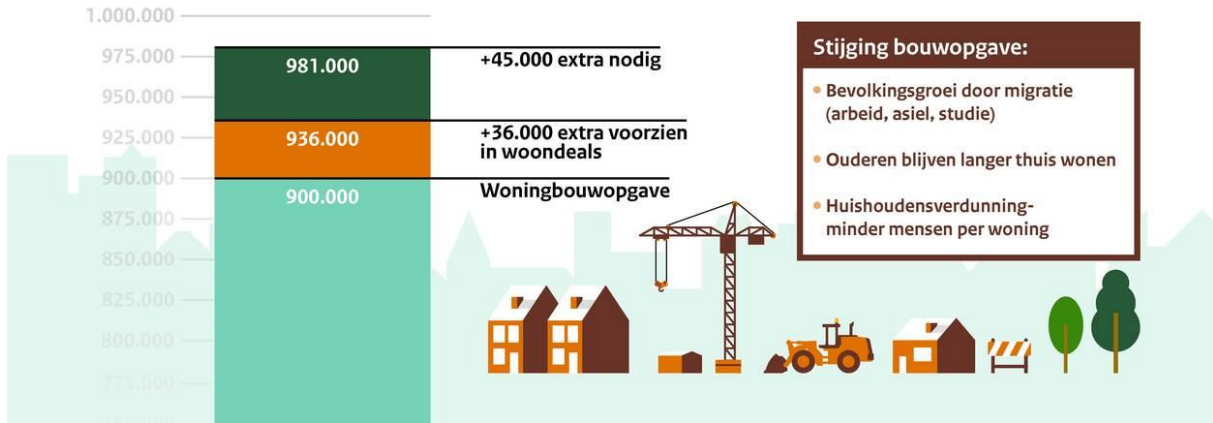 1.000.000
975.000
950.000
925.000
900.000
875.000
850.000
825.000
800.000
775.000
981.000
936.000
900.000
+45.000 extra nodig
+36.000 extra voorzien
in woondeals
Woningbouwopgave
Stijging bouwopgave:
• Bevolkingsgroei door migratie
(arbeid, asiel, studie)
• Ouderen blijven langer thuis wonen
• Huishoudensverdunning-
minder mensen per woning